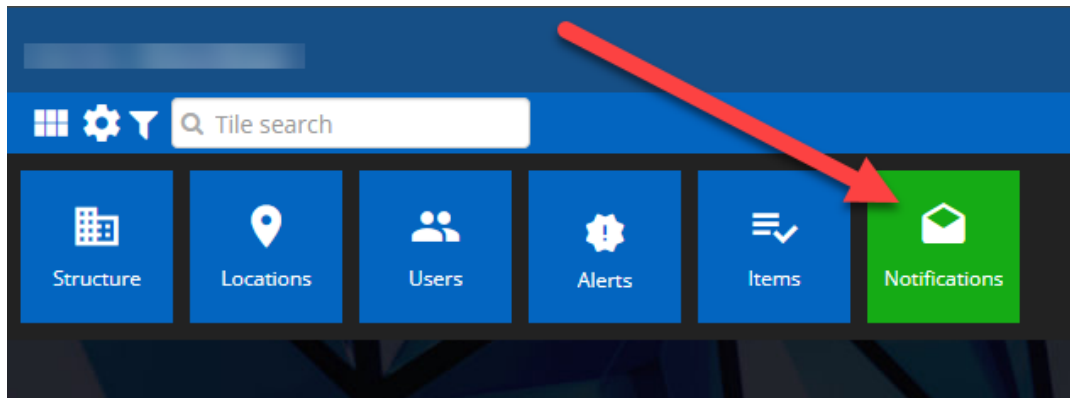 Tile search
Structure
Locations
Users
Alerts
Items
Notifications